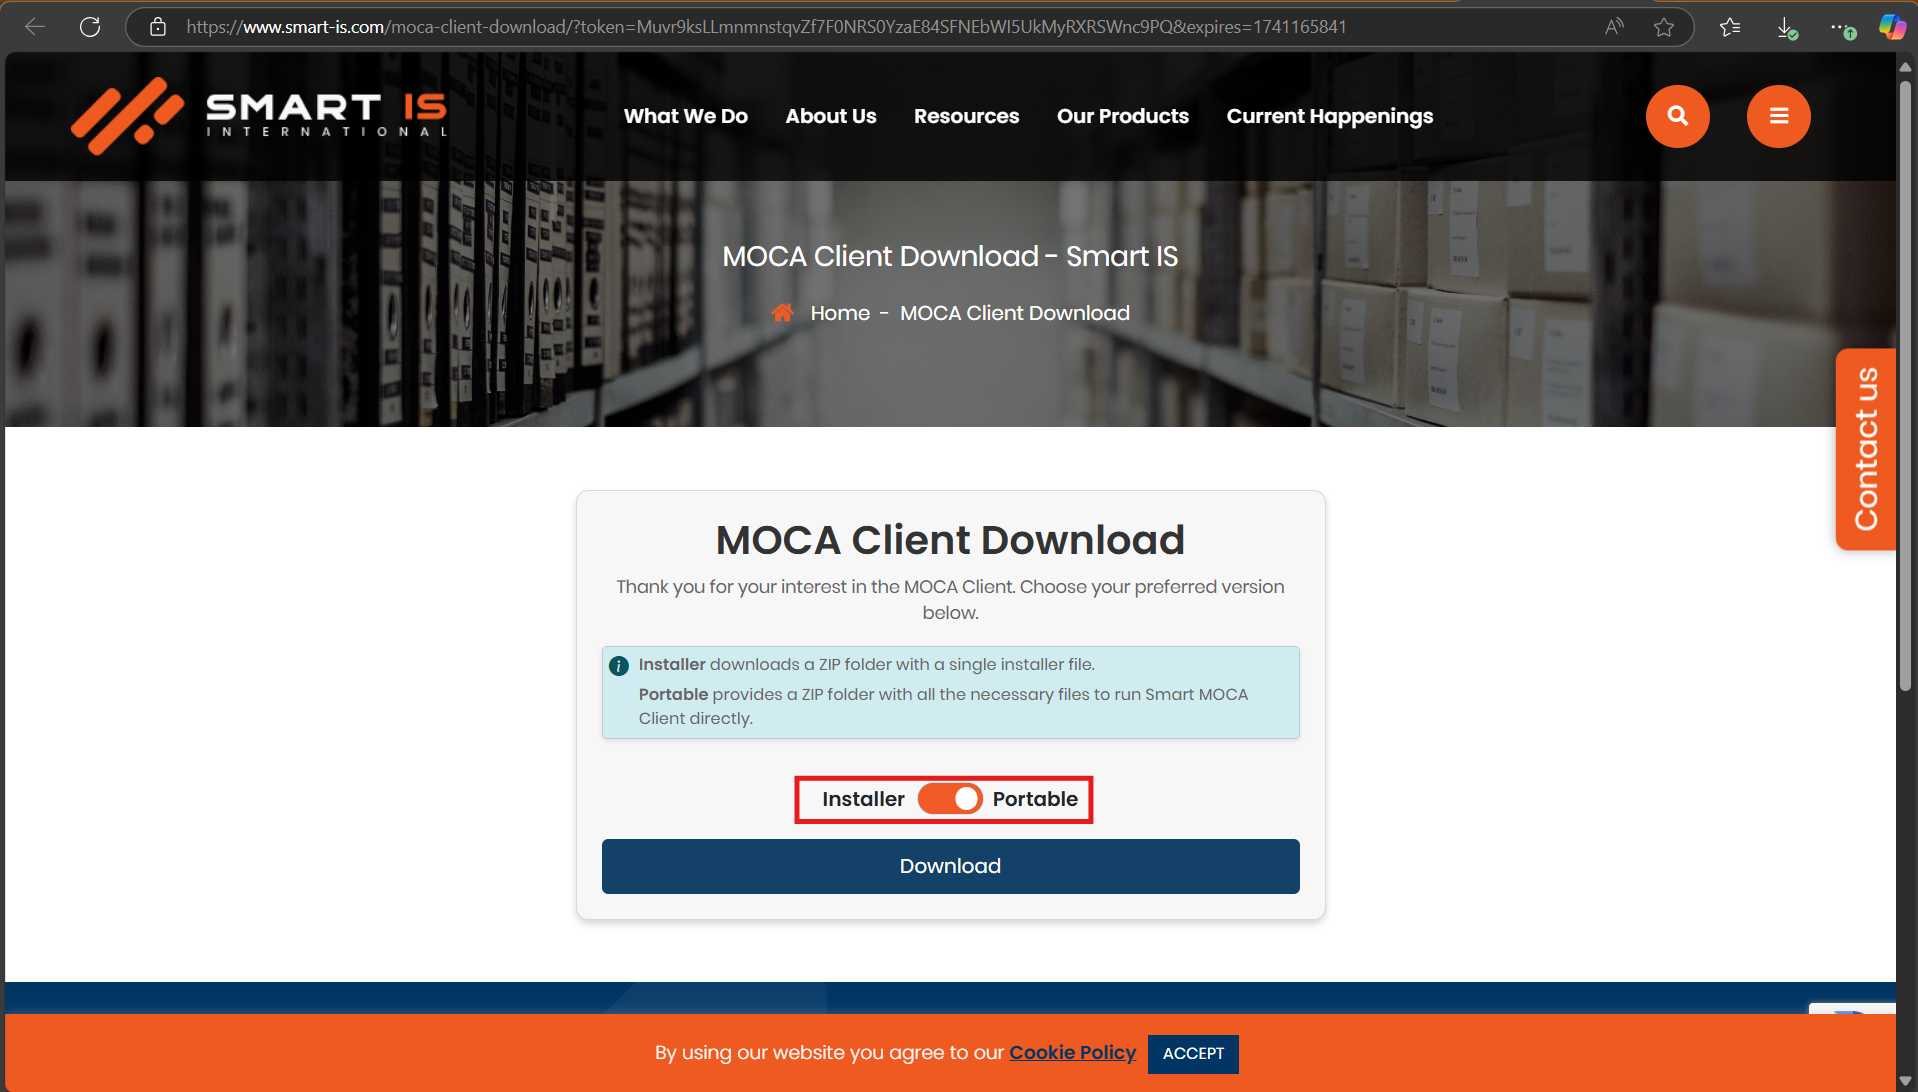 https://www.smart-is.com/moca-client-download/?token=Muvr9ksLLmnmnstqvZf7F0NRS0YzaE84SFNEbWI5UkMyRXRSWnc9PQ&expires=1741165841
SMART IS
INTERNATIONAL
What We Do
About Us
Resources
Our Products
Current Happenings
MOCA Client Download - Smart IS
Home - MOCA Client Download
Contact us
MOCA Client Download
Thank you for your interest in the MOCA Client. Choose your preferred version
below.
Installer downloads a ZIP folder with a single installer file.
Portable provides a ZIP folder with all the necessary files to run Smart MOCA
Client directly.
Installer Portable
Download
By using our website you agree to our Cookie Policy ACCEPT